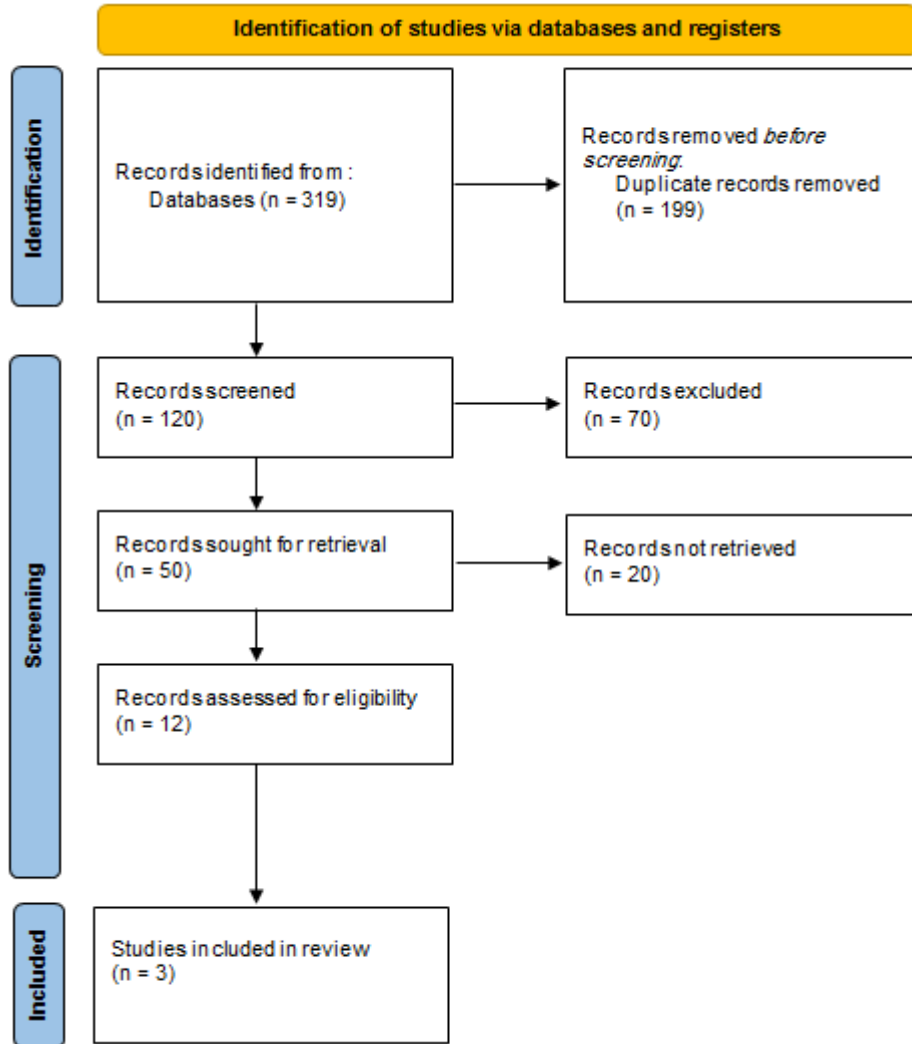 Identification of studies via databases and registers
Identification
Records identified from :
Databases (n = 319)
Records removed before
screening:
Duplicate records removed
(n = 199)
Screening
Records screened
(n = 120)
Records excluded
(n = 70)
Records sought for retrieval
(n = 50)
Records not retrieved
(n = 20)
Records assessed for eligibility
(n = 12)
Included
Studies included in review
(n = 3)